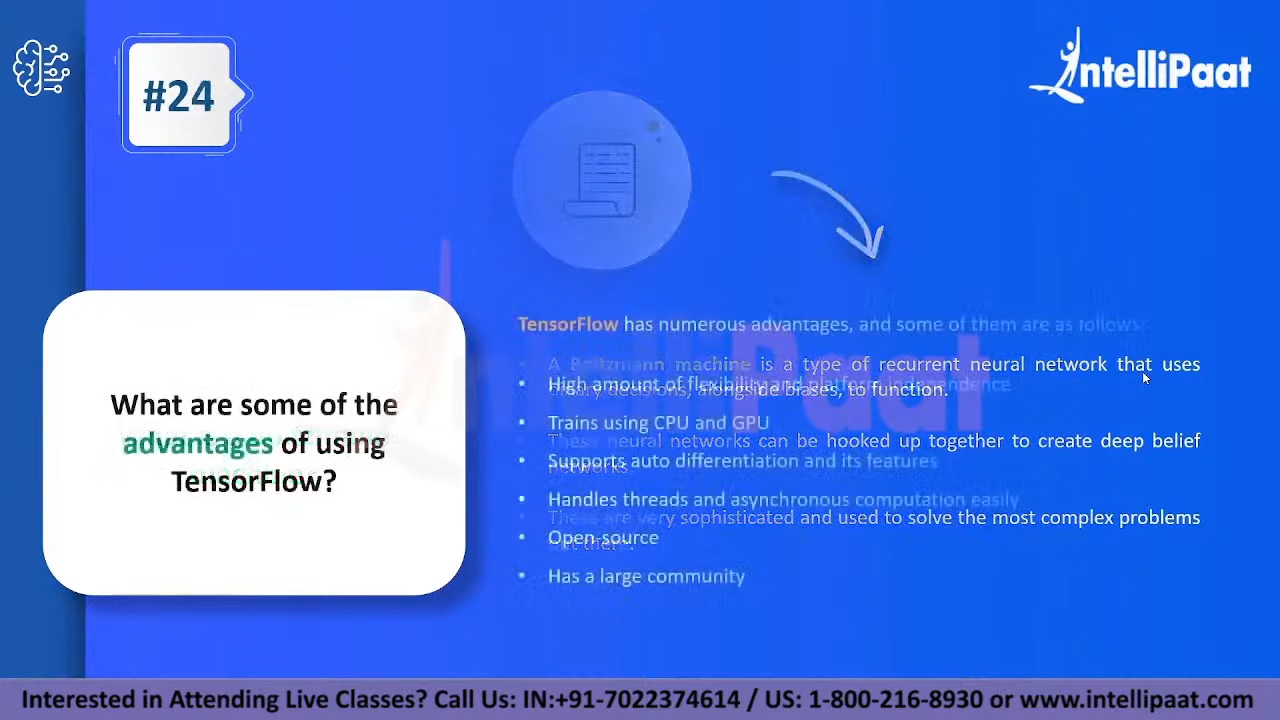 #24
IntelliPaat
What are some of the
advantages of using
TensorFlow?
TensorFlow has numerous advantages, and some of them are as follows:
A Boltzmann machine is a type of recurrent neural network that uses
High amount of flexibility and platform independence
binary decisions, alongside biases, to function.
Trains using CPU and GPU
These neural networks can be hooked up together to create deep belief
Supports auto differentiation and its features
networks.
Handles threads and asynchronous computation easily
These are very sophisticated and used to solve the most complex problems
Open-source
out there.
Has a large community
IntelliPaat
Interested in Attending Live Classes? Call Us: IN:+91-7022374614 / US: 1-800-216-8930 or www.intellipaat.com